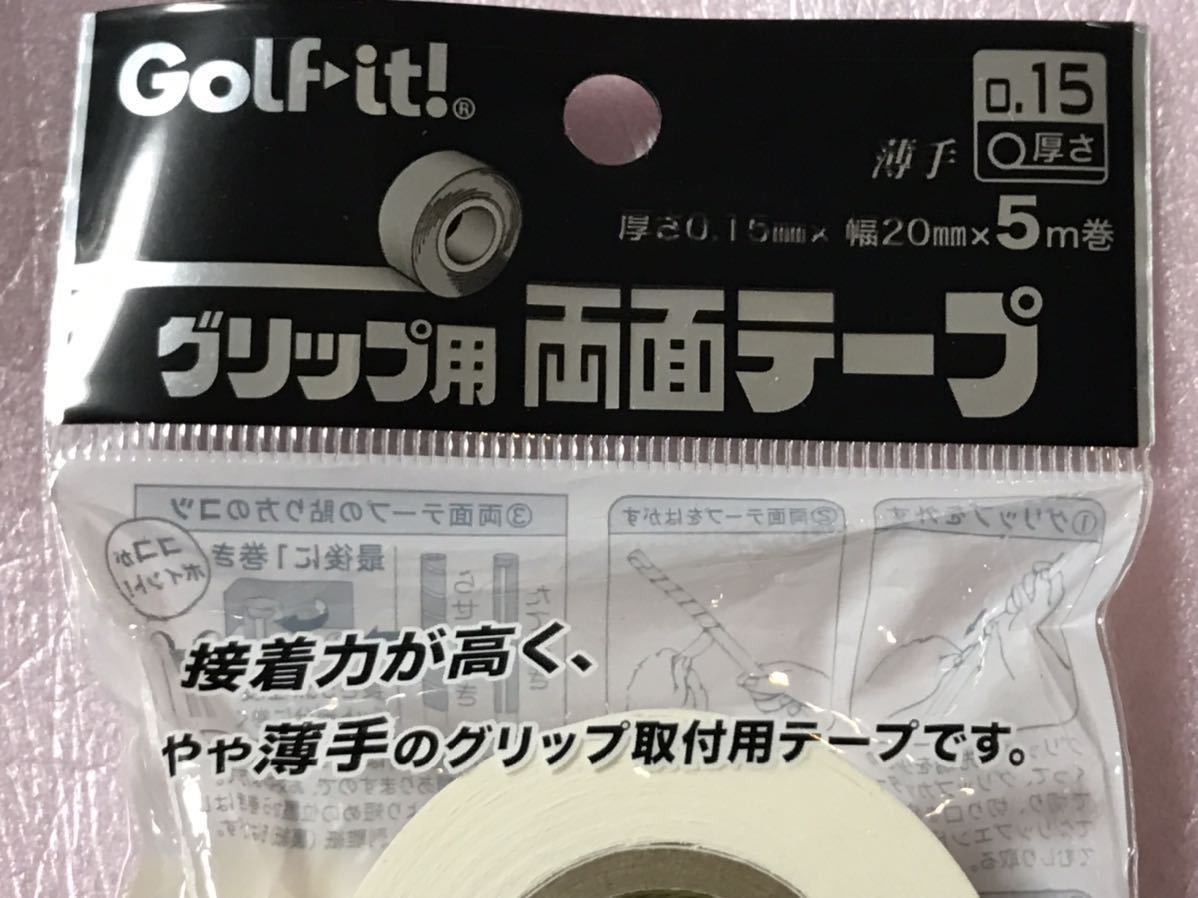 Golf it!®
0.15
薄手 ○厚さ
厚さ0.15mm×幅20mm×5m巻
グリップ用 両面テープ
①グリップを外す
②両面テープをはがす
③両面テープの貼り方のコツ
ココが
ポイント!
最後に1巻き
接着力が高く、
やや薄手のグリップ取付用テープです。